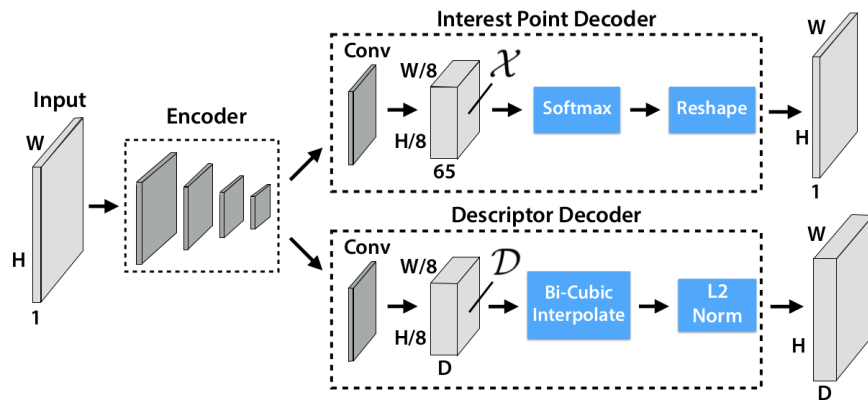 Interest Point Decoder
Input
W
H
1
Encoder
Conv
W/8
H/8
65
𝒳
Softmax
Reshape
W
H
1
Descriptor Decoder
Conv
W/8
H/8
D
𝒟
Bi-Cubic
Interpolate
L2
Norm
W
H
D